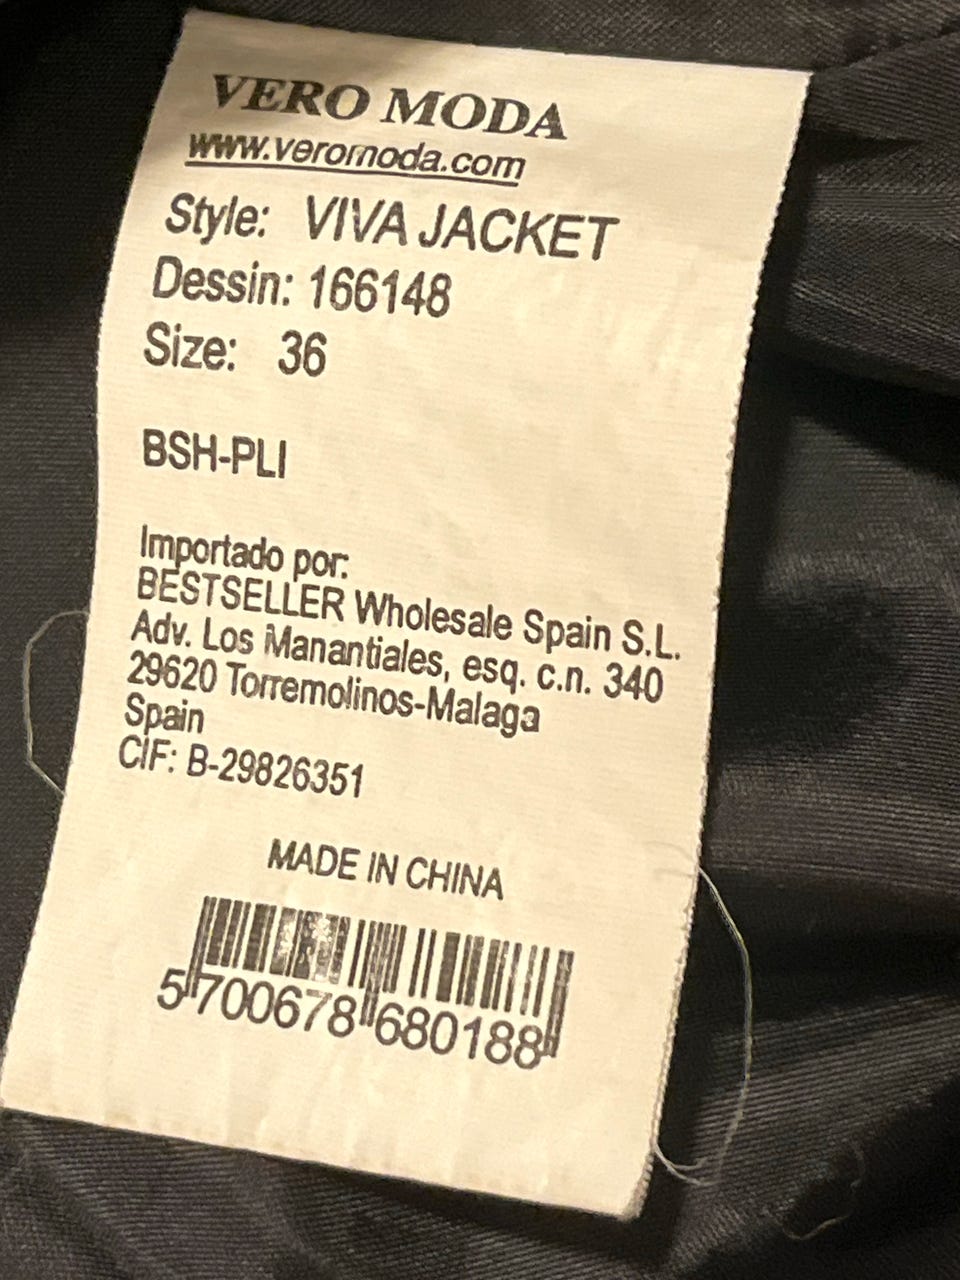 VERO MODA
www.veromoda.com
Style: VIVA JACKET
Dessin: 166148
Size: 36
BSH-PLI
Importado por:
BESTSELLER Wholesale Spain S.L.
Adv. Los Manantiales, esq. c.n. 340
29620 Torremolinos-Malaga
Spain
CIF: B-29826351
MADE IN CHINA
5 700678 680188